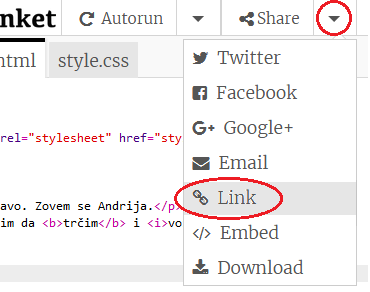 nket Autorun Share
html style.css
Twitter
Facebook
G+ Google+
Email
rel="stylesheet" href="sty
Link
avo. Zovem se Andrija.</p>
im da <b>trčim</b> i <i>vo
</> Embed
Download